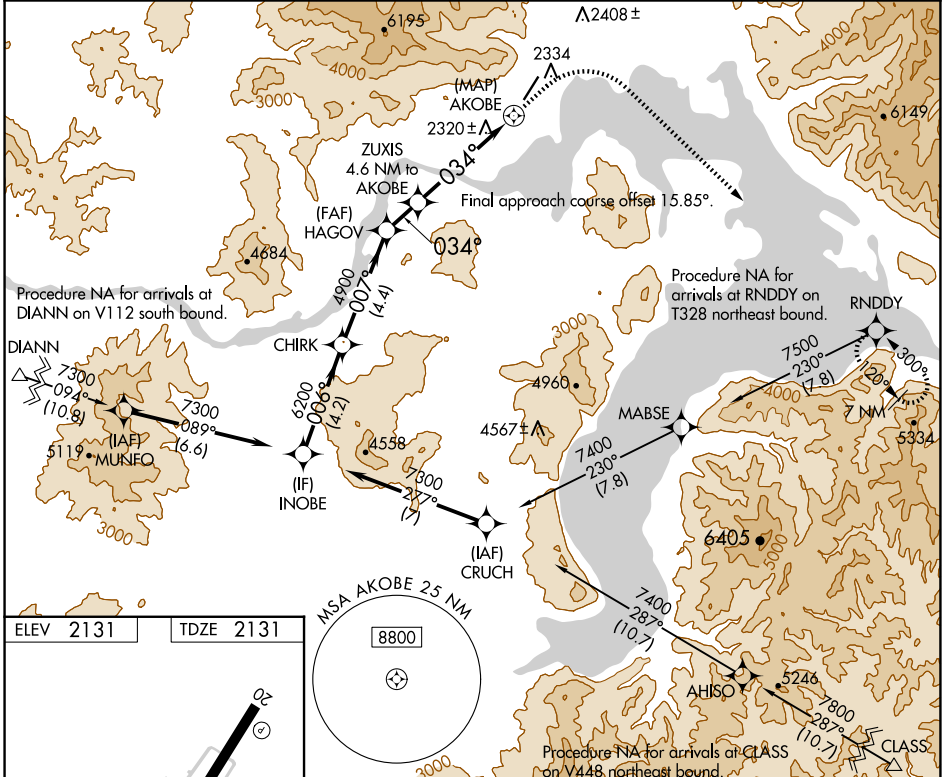 6195
2408 ±
4000
4000
3000
2334
(MAP)
AKOBE
6149
2320 ±
ZUXIS
4.6 NM to
AKOBE
034°
Final approach course offset 15.85°.
(FAF)
HAGOV
034°
4684
4900
007°
(4.4)
Procedure NA for arrivals at
DIANN on V112 south bound.
Procedure NA for
arrivals at RNDDY on
T328 northeast bound.
RNDDY
3000
CHIRK
DIANN
7300
094°
(10.8)
7500
230°
(7.8)
300°
120°
7 NM
4000
4960
6200
006°
(4.2)
7300
089°
(6.6)
(IAF)
MUNFO
5119
MABSE
5334
4567 ±
4558
7400
230°
(7.8)
(IF)
INOBE
7300
277°
(7)
3000
(IAF)
CRUCH
6405
MSA AKOBE 25 NM
8800
7400
287°
(10.7)
ELEV 2131
TDZE 2131
AHISO
5246
20
P
7800
287°
(10.7)
CLASS
Procedure NA for arrivals at CLASS
on V448 northeast bound.
3000